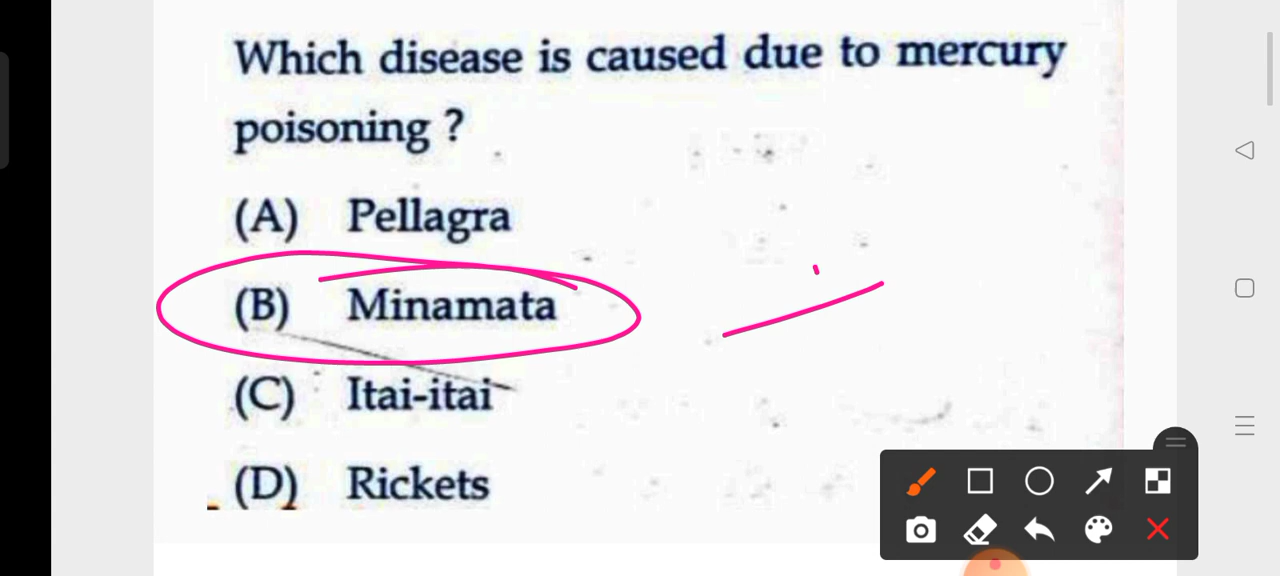 Which disease is caused due to mercury
poisoning ?
(A) Pellagra
(B) Minamata
(C) Itai-itai
(D) Rickets